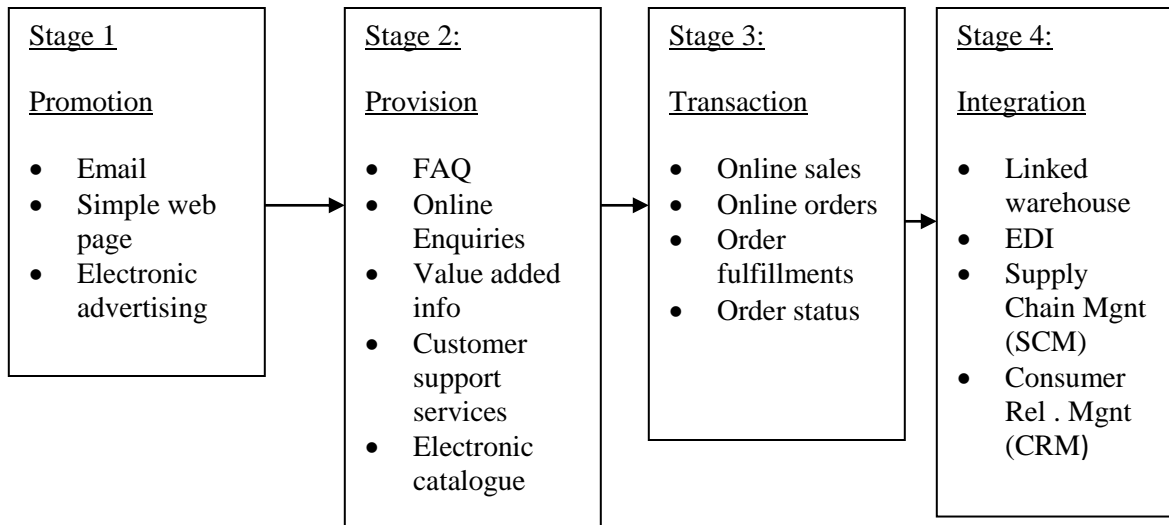 Stage 1
Promotion
• Email
• Simple web
page
• Electronic
advertising
Stage 2:
Provision
• FAQ
• Online
Enquiries
• Value added
info
• Customer
support
services
• Electronic
catalogue
Stage 3:
Transaction
• Online sales
• Online orders
• Order
fulfillments
• Order status
Stage 4:
Integration
• Linked
warehouse
• EDI
• Supply
Chain Mgnt
(SCM)
• Consumer
Rel . Mgnt
(CRM)